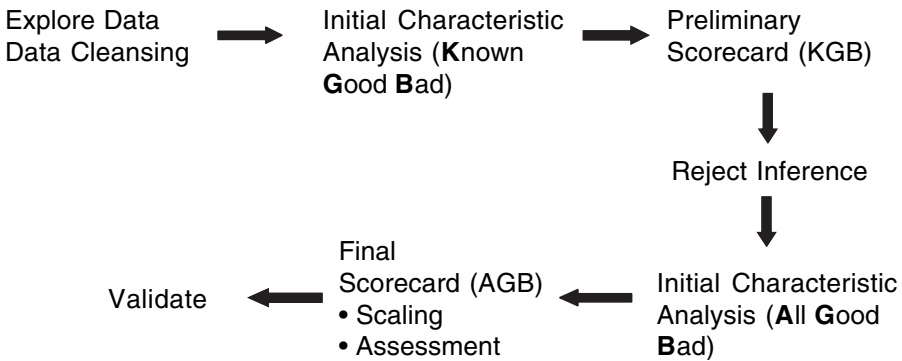 Explore Data
Data Cleansing
Initial Characteristic
Analysis (Known
Good Bad)
Preliminary
Scorecard (KGB)
Reject Inference
Initial Characteristic
Analysis (All Good
Bad)
Final
Scorecard (AGB)
• Scaling
• Assessment
Validate